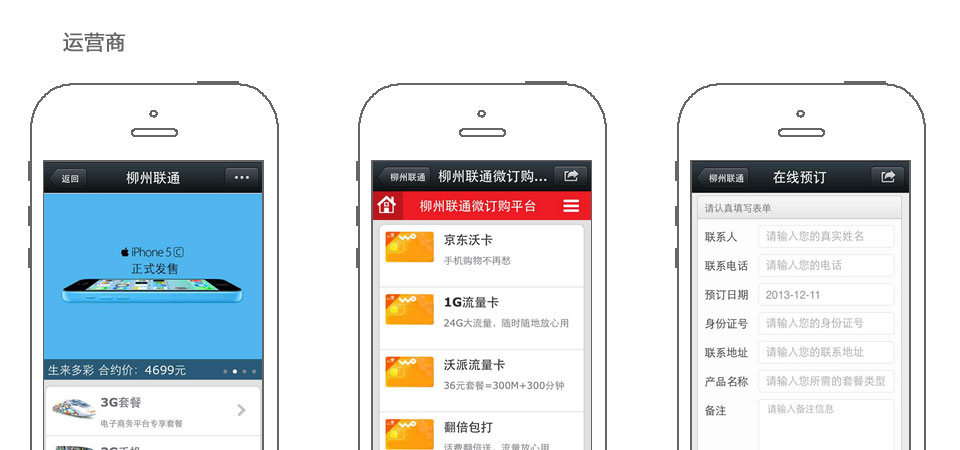 运营商
返回
柳州联通
iPhone 5C
正式发售
生来多彩 合约价：4699元
3G套餐
电子商务平台专享套餐
柳州联通
柳州联通微订购...
柳州联通微订购平台
京东沃卡
手机购物不再愁
1G流量卡
24G大流量，随时随地放心用
沃派流量卡
36元套餐=300M+300分钟
翻倍包打
话费翻倍送，流量放心用
柳州联通
在线预订
请认真填写表单
联系人 请输入您的真实姓名
联系电话 请输入您的电话
预订日期 2013-12-11
身份证号 请输入您的身份证号
联系地址 请输入您的联系地址
产品名称 请输入您所需的套餐类型
备注 请输入备注信息